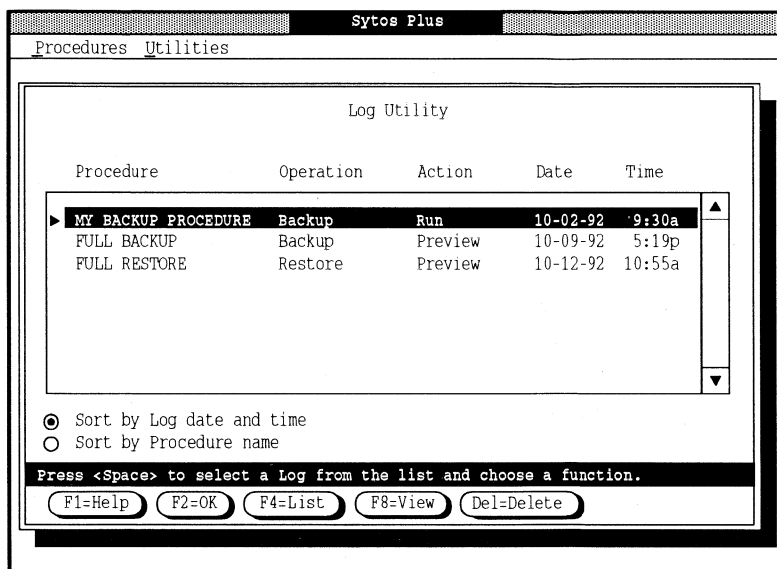 Sytos Plus
Procedures Utilities
Log Utility
Procedure Operation Action Date Time
MY BACKUP PROCEDURE Backup Run 10-02-92 9:30a
FULL BACKUP Backup Preview 10-09-92 5:19p
FULL RESTORE Restore Preview 10-12-92 10:55a
Sort by Log date and time
Sort by Procedure name
Press <Space> to select a Log from the list and choose a function.
F1=Help F2=OK F4=List F8=View Del=Delete